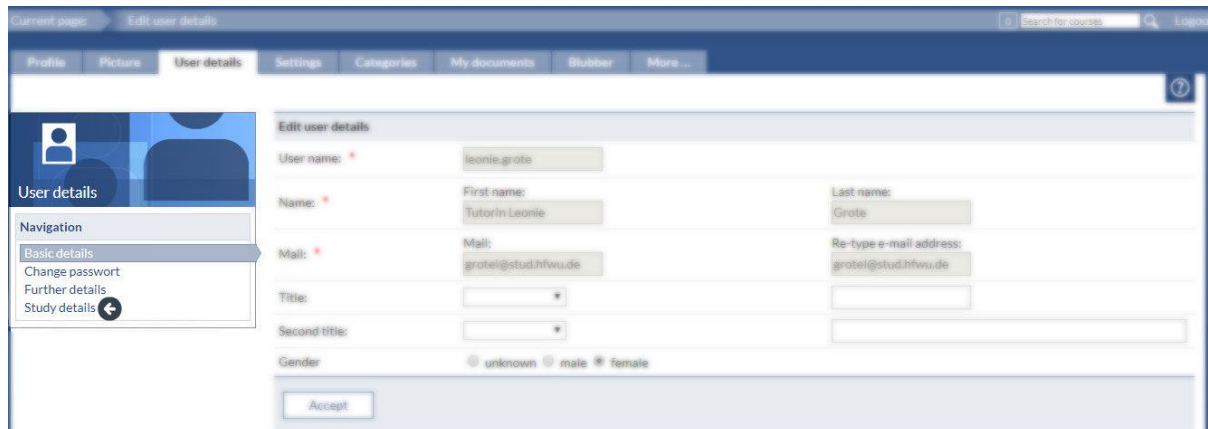 Current page: Edit user details 0 Search for courses Logou
Profile Picture User details Settings Categories My documents Blubber More ...
?
User details
Navigation
Basic details
Change passwort
Further details
Study details
Edit user details
User name: * leonie.grote
First name: Last name:
Name: * Tutorin Leonie Grote
Mail: Re-type e-mail address:
Mail: * grotel@stud.hfwu.de grotel@stud.hfwu.de
Title:
Second title:
Gender unknown male female
Accept